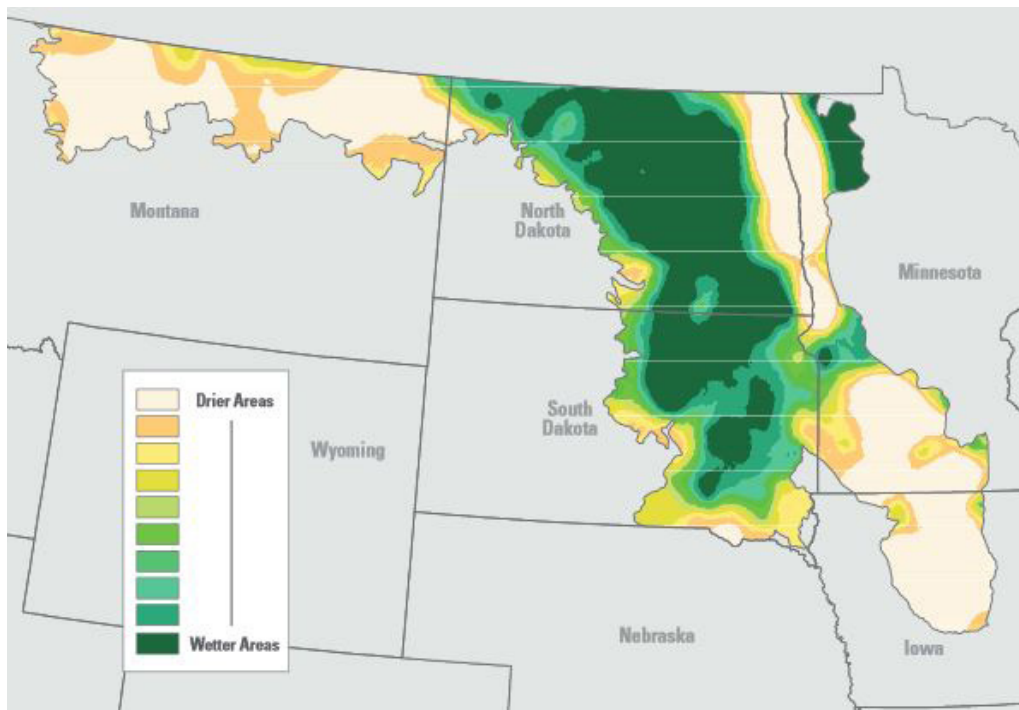 Montana
North
Dakota
Minnesota
Drier Areas
South
Dakota
Wyoming
Wetter Areas
Nebraska
Iowa